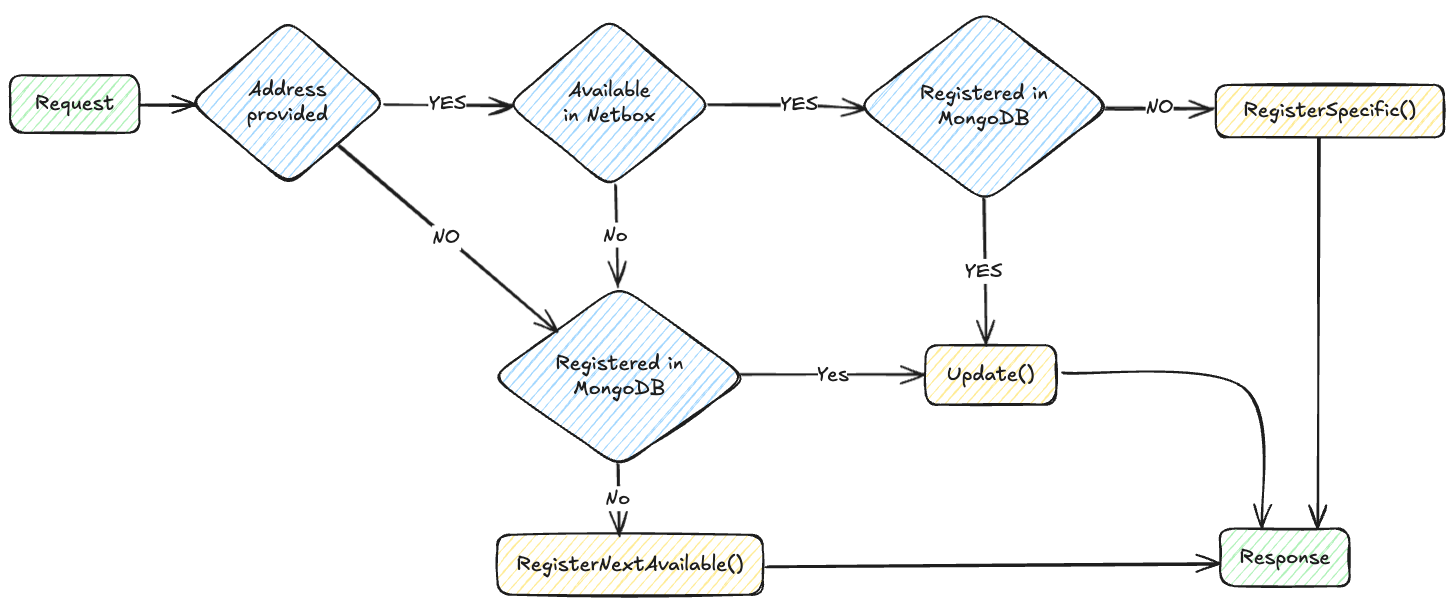 Request
Address
provided
YES
Available
in Netbox
YES
Registered in
MongoDB
NO
RegisterSpecific()
NO
No
YES
Registered in
MongoDB
Yes
Update()
No
RegisterNextAvailable()
Response